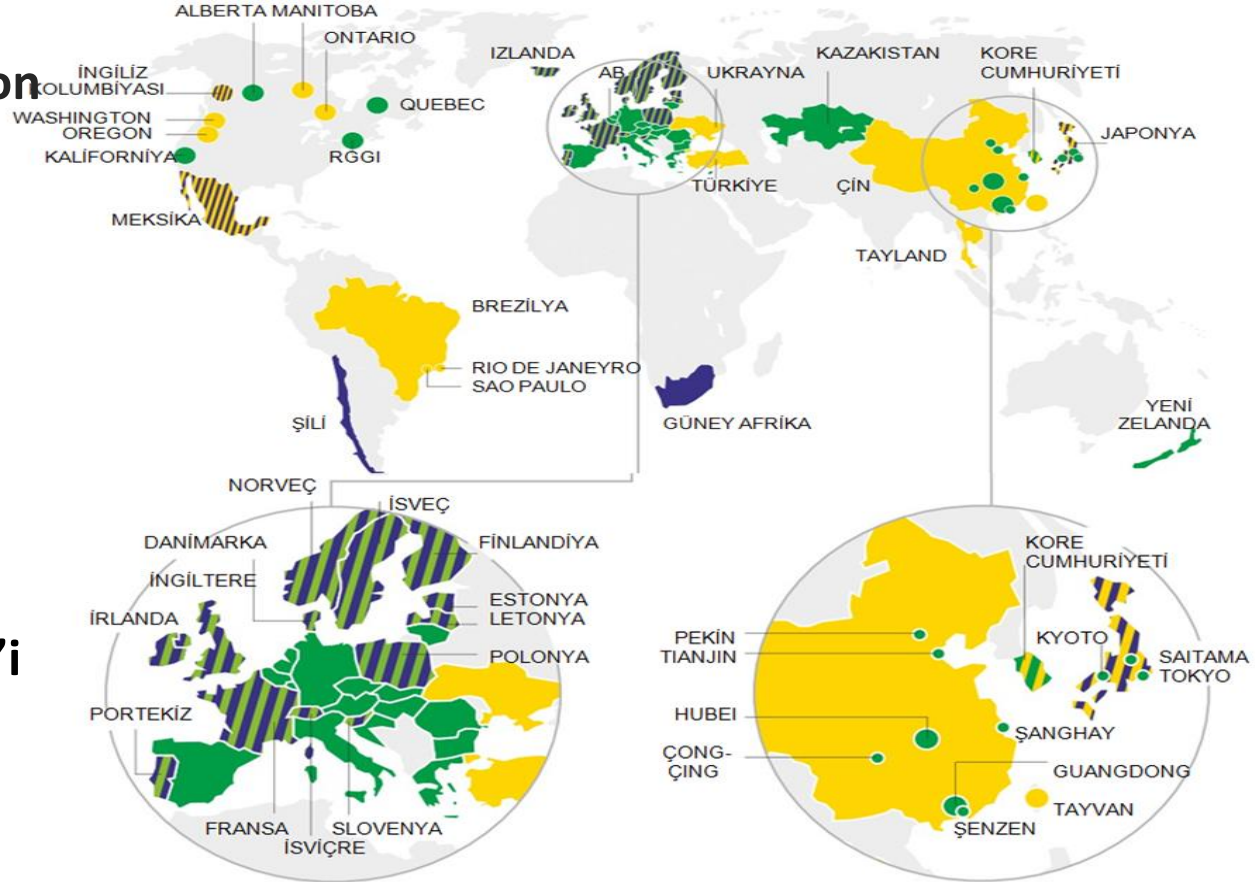 ALBERTA MANITOBA
ONTARIO
on
İNGİLİZ
KOLUMBİYASI
WASHINGTON
OREGON
KALİFORNİYA
QUEBEC
RGGI
MEKSİKA
IZLANDA
AB
UKRAYNA
KAZAKISTAN
KORE
CUMHURİYETİ
JAPONYA
TÜRKİYE
ÇİN
TAYLAND
BREZİLYA
RIO DE JANEYRO
SAO PAULO
ŞİLİ
GÜNEY AFRİKA
YENİ
ZELANDA
NORVEÇ
İSVEÇ
DANİMARKA
FİNLANDİYA
İNGİLTERE
İRLANDA
ESTONYA
LETONYA
POLONYA
7i
PORTEKİZ
FRANSA
SLOVENYA
İSVİÇRE
KORE
CUMHURİYETİ
PEKİN
TIANJIN
KYOTO
SAITAMA
TOKYO
HUBEI
ŞANGHAY
ÇONG-
ÇING
GUANGDONG
TAYVAN
ŞENZEN